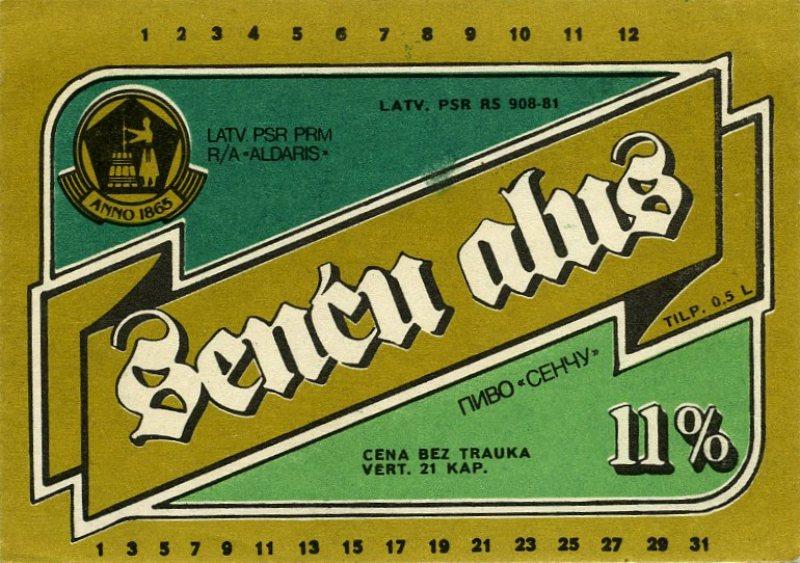 1 2 3 4 5 6 7 8 9 10 11 12
LATV. PSR RS 908-81
LATV. PSR PRM
R/A «ALDARIS»
ANNO 1865
Senću alus
TILP. 0,5 L
ПИВО «СЕНЧУ»
11%
CENA BEZ TRAUKA
VERT. 21 KAP.
1 3 5 7 9 11 13 15 19 21 23 25 27 29 31